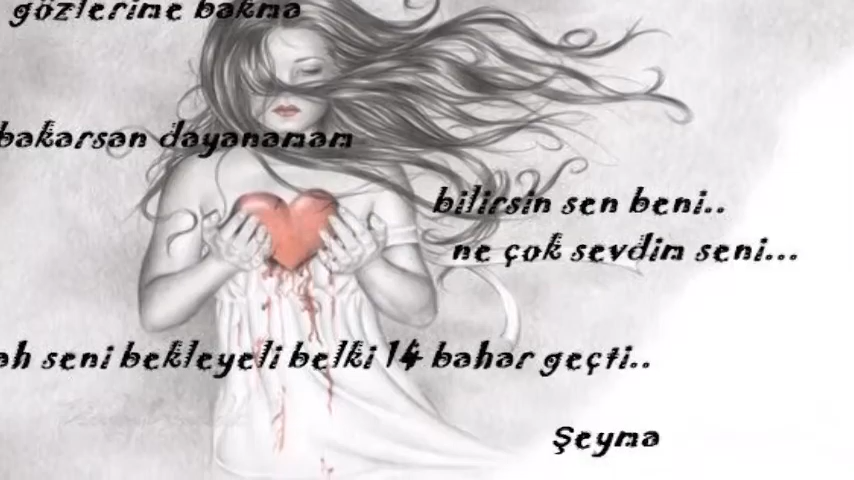 gözlerime bakma
bakarsan dayanamam
bilirsin sen beni..
ne çok sevdim seni...
ah seni bekleyeli belki 14 bahar geçti..
Şeyma